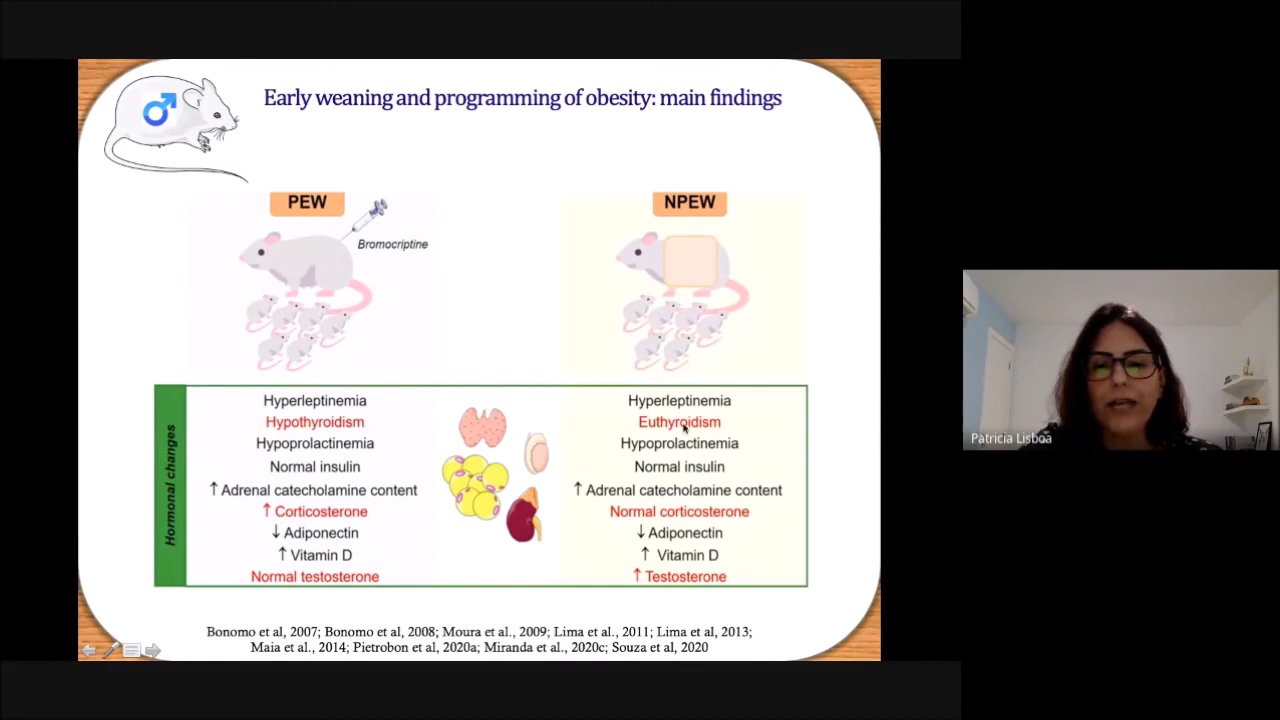 Early weaning and programming of obesity: main findings
PEW
Bromocriptine
NPEW
Hormonal changes
Hyperleptinemia
Hypothyroidism
Hypoprolactinemia
Normal insulin
↑ Adrenal catecholamine content
↑ Corticosterone
↓ Adiponectin
↑ Vitamin D
Normal testosterone
Hyperleptinemia
Euthyroidism
Hypoprolactinemia
Normal insulin
↑ Adrenal catecholamine content
Normal corticosterone
↓ Adiponectin
↑ Vitamin D
↑ Testosterone
Bonomo et al, 2007; Bonomo et al, 2008; Moura et al., 2009; Lima et al., 2011; Lima et al, 2013;
Maia et al., 2014; Pietrobon et al, 2020a; Miranda et al., 2020c; Souza et al, 2020
Patricia Lisboa